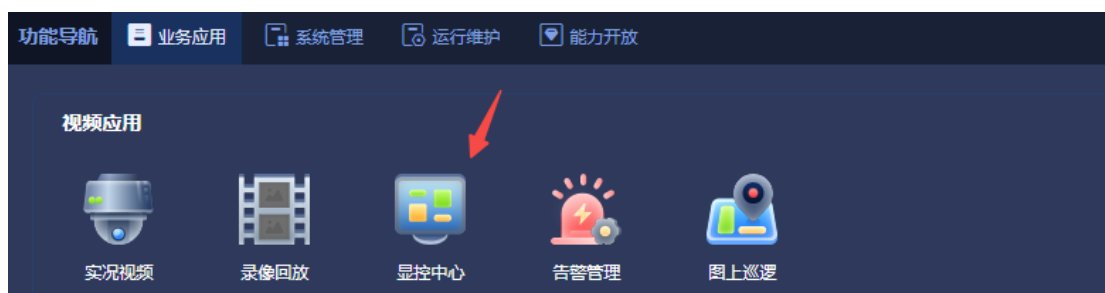 功能导航 业务应用 系统管理 运行维护 能力开放
视频应用
实况视频 录像回放 显控中心 告警管理 图上巡逻